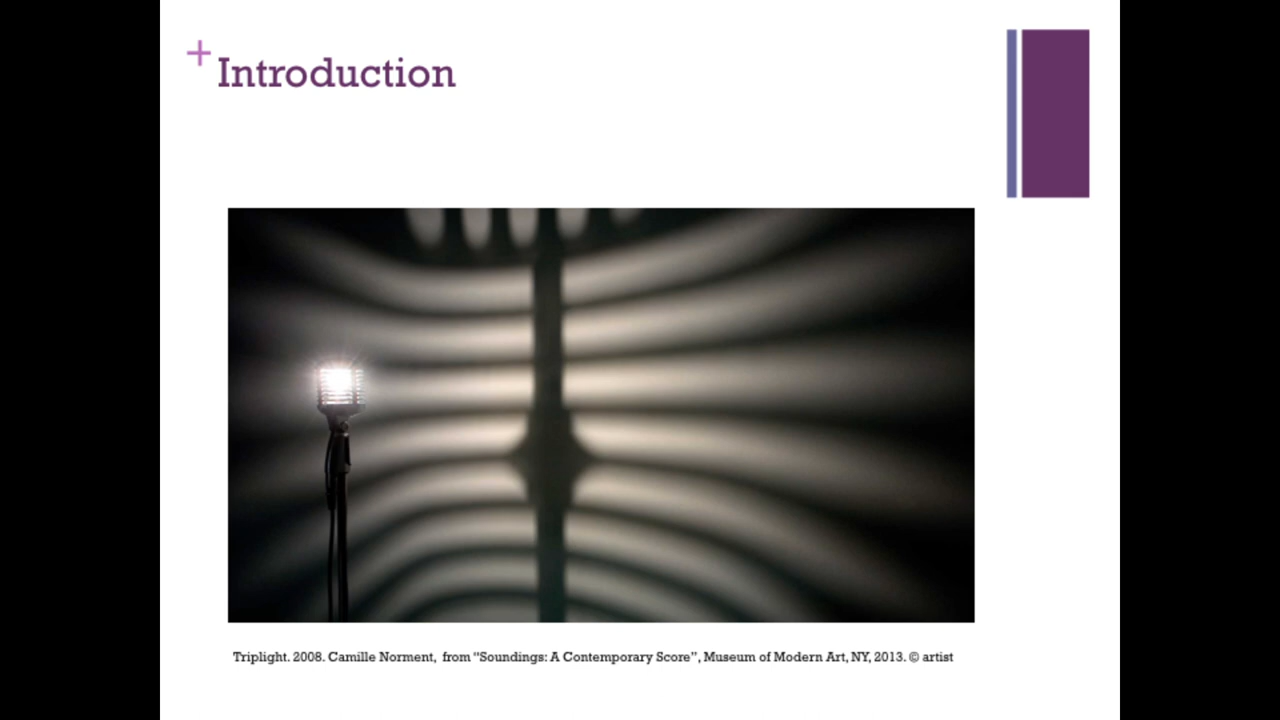 +
Introduction
Triplight. 2008. Camille Norment, from “Soundings: A Contemporary Score”, Museum of Modern Art, NY, 2013. © artist